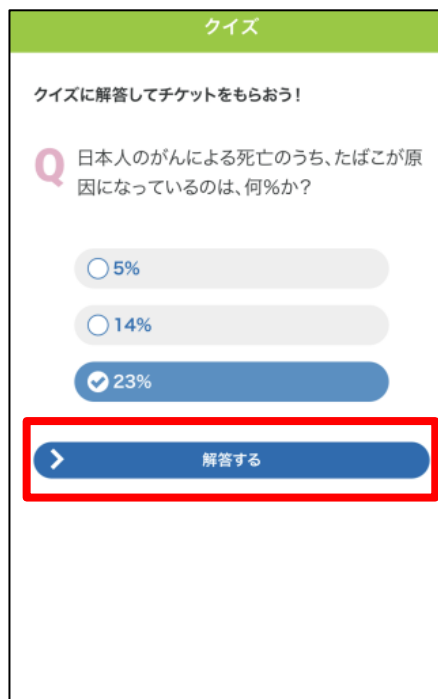 クイズ
クイズに解答してチケットをもらおう!
Q 日本人のがんによる死亡のうち、たばこが原
因になっているのは、何%か?
5%
14%
23%
解答する